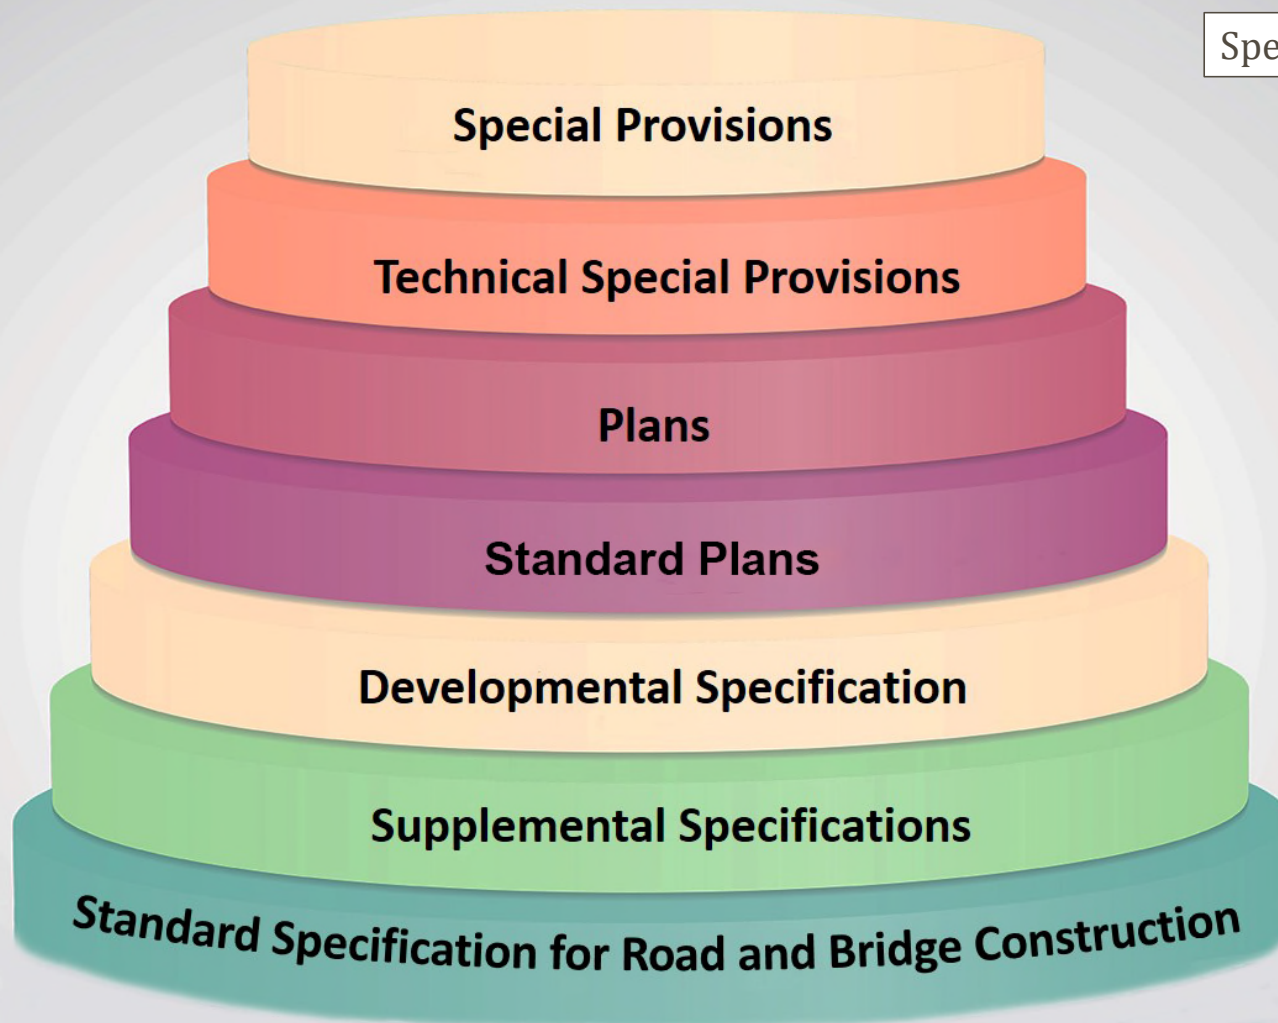 Spe
Special Provisions
Technical Special Provisions
Plans
Standard Plans
Developmental Specification
Supplemental Specifications
Standard Specification for Road and Bridge Construction